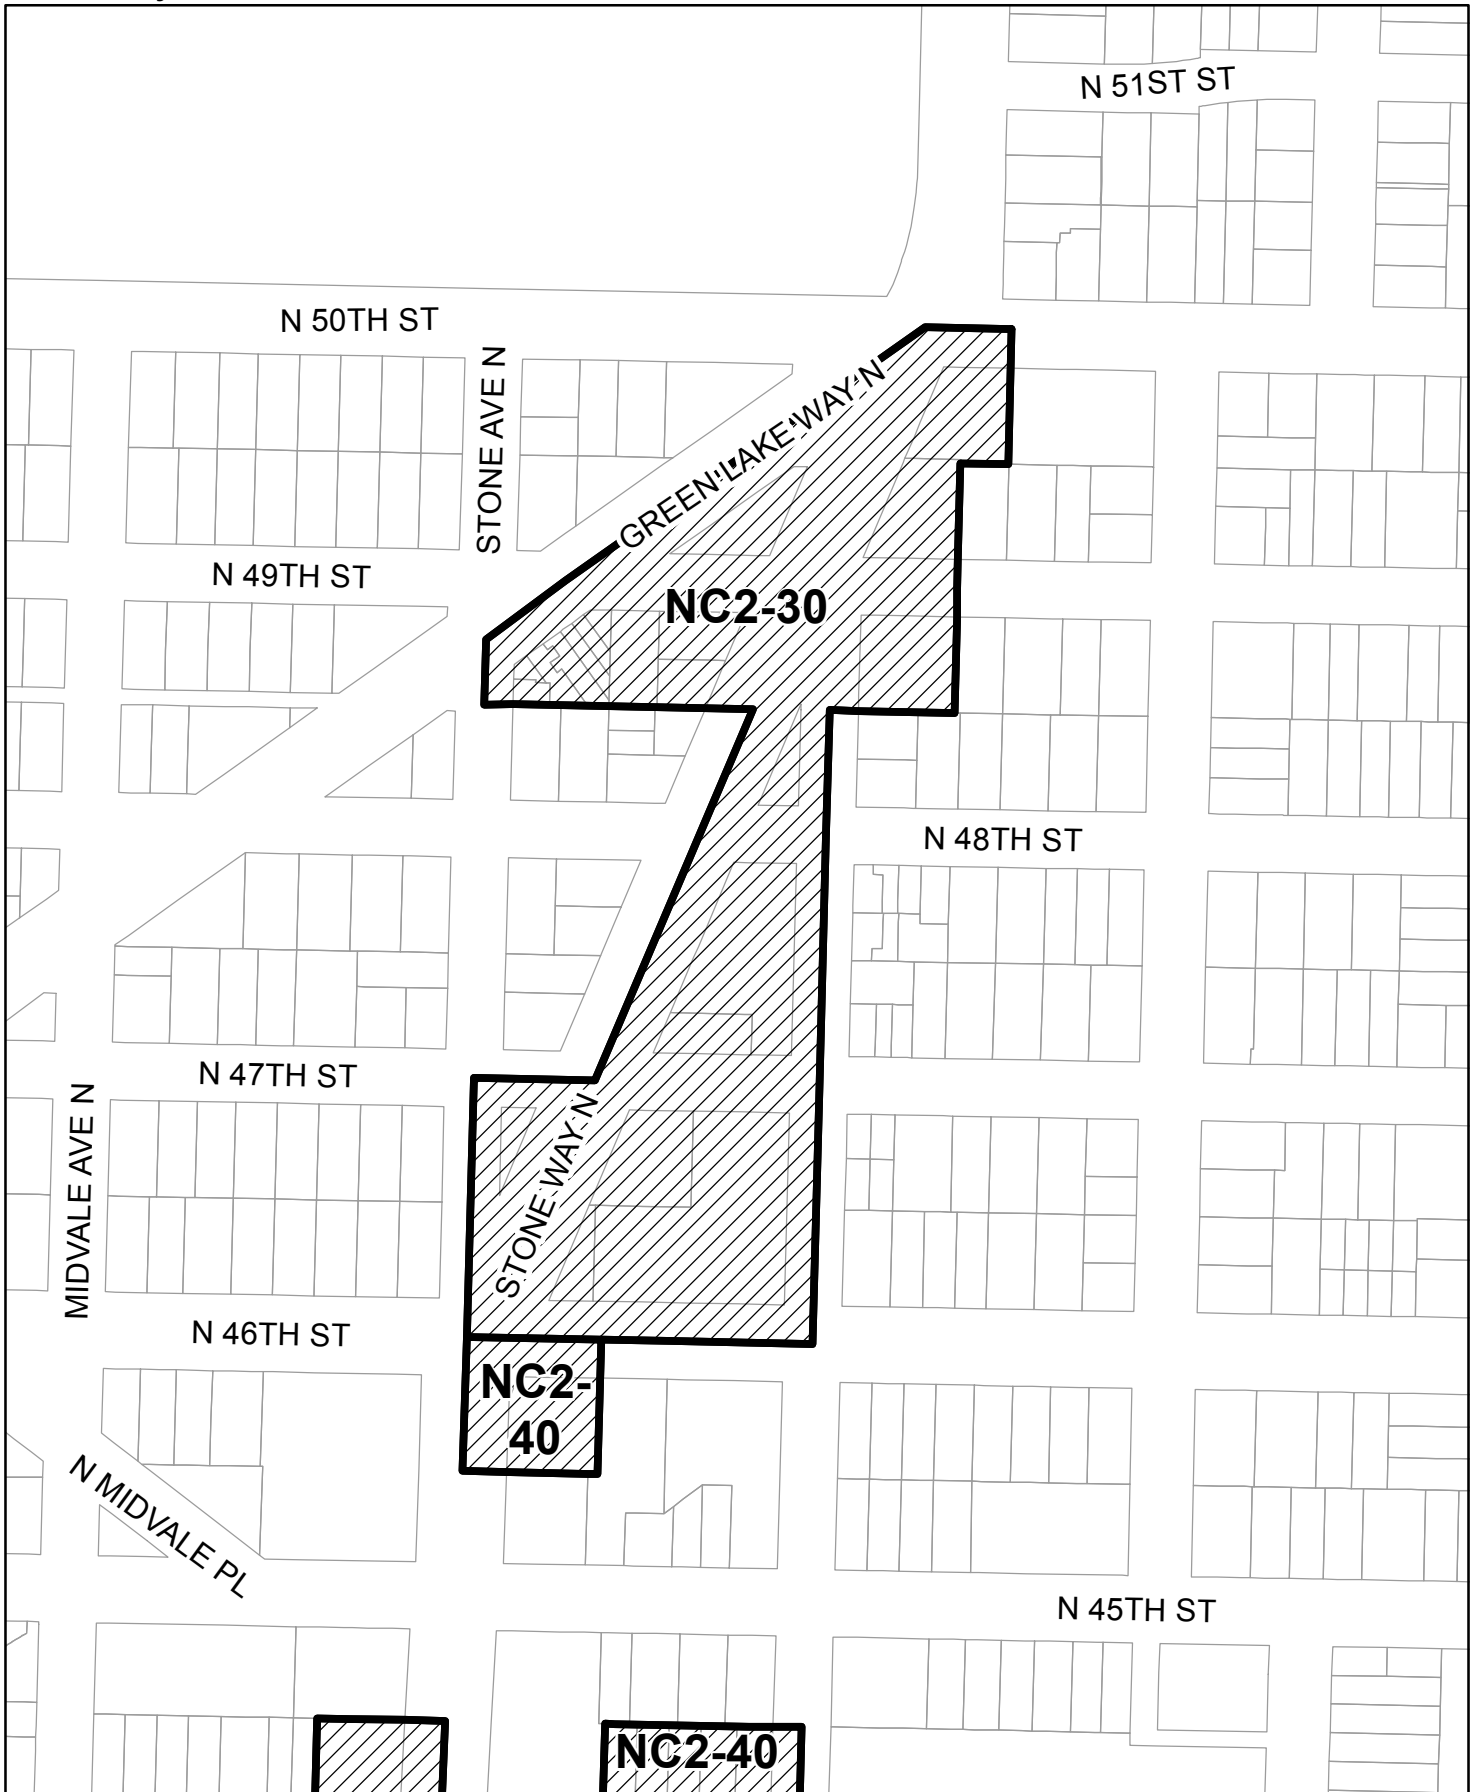 N 51ST ST
N 50TH ST
STONE AVE N
GREEN LAKE WAY N
N 49TH ST
NC2-30
N 48TH ST
N 47TH ST
MIDVALE AVE N
STONE WAY N
N 46TH ST
NC2-
40
N MIDVALE PL
N 45TH ST
NC2-40